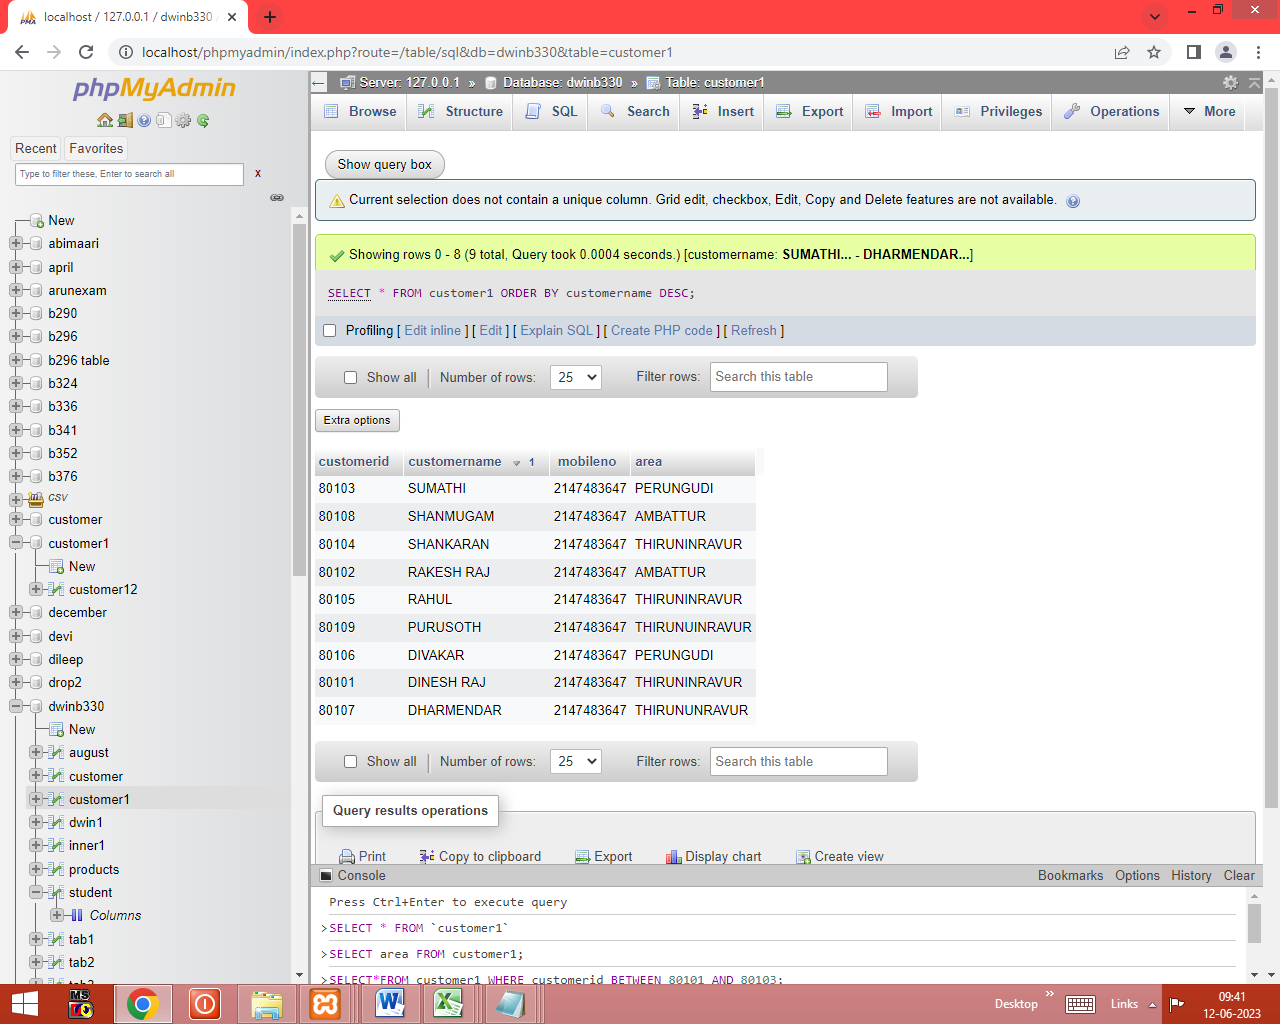 localhost / 127.0.0.1 / dwinb330
localhost/phpmyadmin/index.php?route=/table/sql&db=dwinb330&table=customer1
phpMyAdmin
Recent Favorites
Type to filter these, Enter to search all X
New
abimaari
april
arunexam
b290
b296
b296 table
b324
b336
b341
b352
b376
csv
customer
customer1
New
customer12
december
devi
dileep
drop2
dwinb330
New
august
customer
customer1
dwin1
inner1
products
student
Columns
tab1
tab2
Server: 127.0.0.1 » Database: dwinb330 » Table: customer1
Browse Structure SQL Search Insert Export Import Privileges Operations More
Show query box
Current selection does not contain a unique column. Grid edit, checkbox, Edit, Copy and Delete features are not available.
Showing rows 0 - 8 (9 total, Query took 0.0004 seconds.) [customername: SUMATHI... - DHARMENDAR...]
SELECT * FROM customer1 ORDER BY customername DESC;
Profiling [ Edit inline ] [ Edit ] [ Explain SQL ] [ Create PHP code ] [ Refresh ]
Show all Number of rows: 25 Filter rows: Search this table
Extra options
customerid customername 1 mobileno area
80103 SUMATHI 2147483647 PERUNGUDI
80108 SHANMUGAM 2147483647 AMBATTUR
80104 SHANKARAN 2147483647 THIRUNINRAVUR
80102 RAKESH RAJ 2147483647 AMBATTUR
80105 RAHUL 2147483647 THIRUNINRAVUR
80109 PURUSOTH 2147483647 THIRUNUINRAVUR
80106 DIVAKAR 2147483647 PERUNGUDI
80101 DINESH RAJ 2147483647 THIRUNINRAVUR
80107 DHARMENDAR 2147483647 THIRUNUNRAVUR
Show all Number of rows: 25 Filter rows: Search this table
Query results operations
Print Copy to clipboard Export Display chart Create view
Console Bookmarks Options History Clear
Press Ctrl+Enter to execute query
>SELECT * FROM `customer1`
>SELECT area FROM customer1;
>SELECT*FROM customer1 WHERE customerid BETWEEN 80101 AND 80103;
Desktop » Links 09:41
12-06-2023